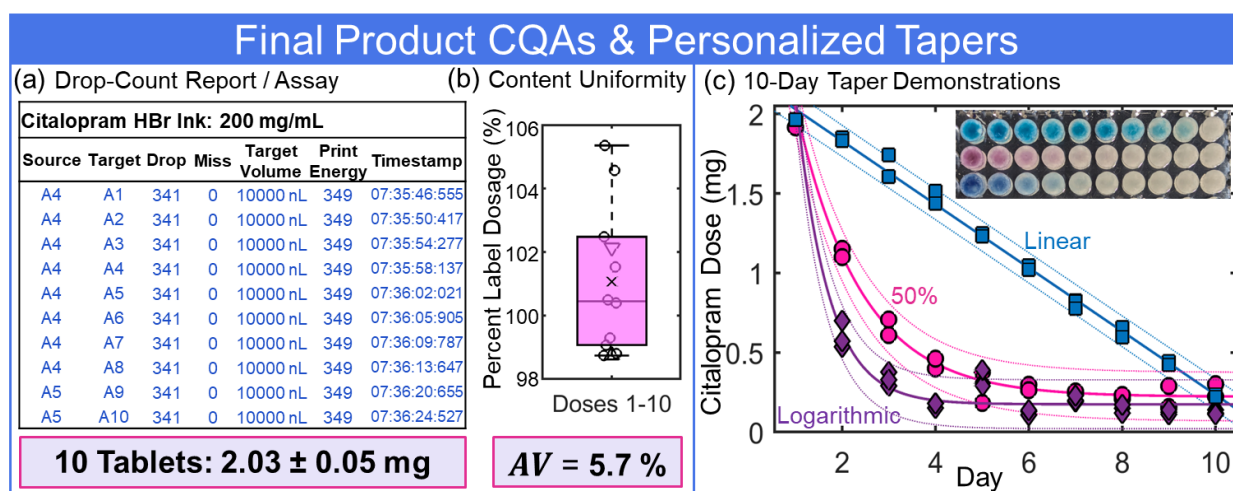 Final Product CQAs & Personalized Tapers
(a) Drop-Count Report / Assay
Citalopram HBr Ink: 200 mg/mL
Source Target Drop Miss Target Volume Print Energy Timestamp
A4 A1 341 0 10000 nL 349 07:35:46:555
A4 A2 341 0 10000 nL 349 07:35:50:417
A4 A3 341 0 10000 nL 349 07:35:54:277
A4 A4 341 0 10000 nL 349 07:35:58:137
A4 A5 341 0 10000 nL 349 07:36:02:021
A4 A6 341 0 10000 nL 349 07:36:05:905
A4 A7 341 0 10000 nL 349 07:36:09:787
A4 A8 341 0 10000 nL 349 07:36:13:647
A5 A9 341 0 10000 nL 349 07:36:20:655
A5 A10 341 0 10000 nL 349 07:36:24:527
10 Tablets: 2.03 ± 0.05 mg
(b) Content Uniformity
Percent Label Dosage (%)
106
104
102
100
98
Doses 1-10
AV = 5.7 %
(c) 10-Day Taper Demonstrations
Citalopram Dose (mg)
2
1.5
1
0.5
0
Linear
50%
Logarithmic
2 4 6 8 10
Day